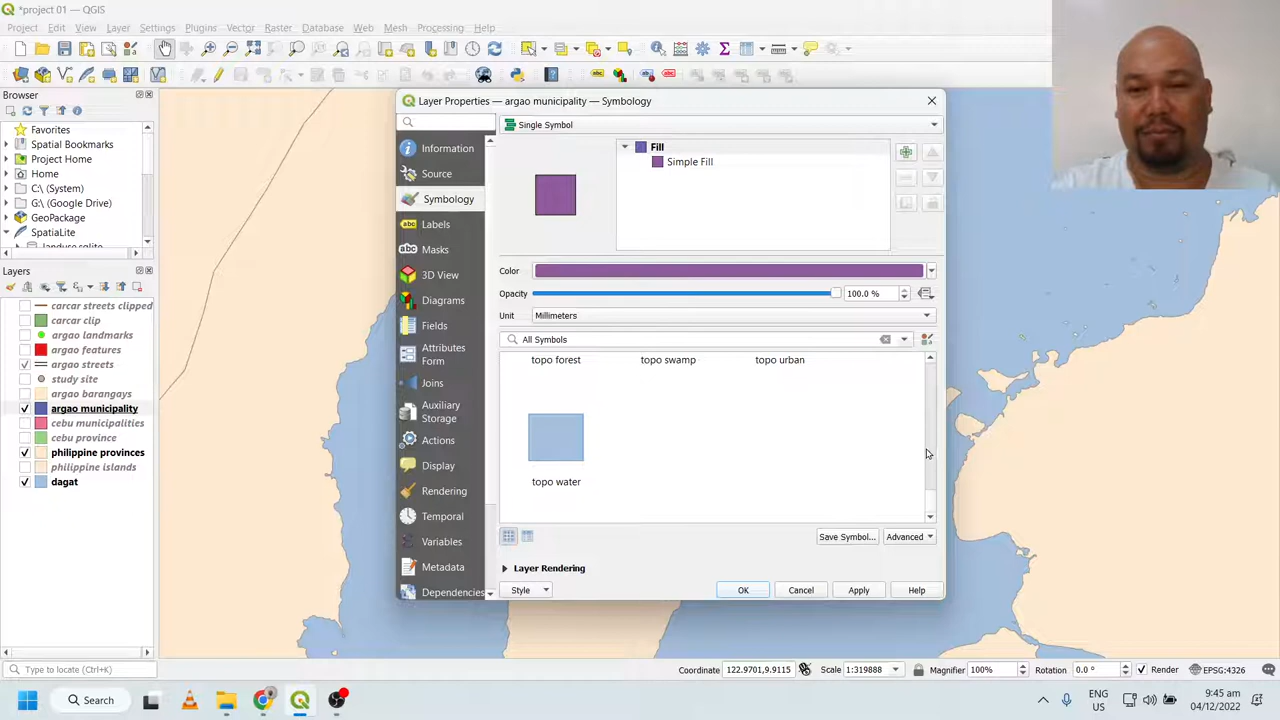 *project 01 — QGIS
Project Edit View Layer Settings Plugins Vector Raster Database Web Mesh Processing Help
Browser
Favorites
Spatial Bookmarks
Project Home
Home
C:\ (System)
G:\ (Google Drive)
GeoPackage
SpatiaLite
landuse.sqlite
Layers
carcar streets clipped
carcar clip
argao landmarks
argao features
argao streets
study site
argao barangays
argao municipality
cebu municipalities
cebu province
philippine provinces
philippine islands
dagat
Layer Properties — argao municipality — Symbology
Information
Source
Symbology
Labels
Masks
3D View
Diagrams
Fields
Attributes
Form
Joins
Auxiliary
Storage
Actions
Display
Rendering
Temporal
Variables
Metadata
Dependencies
Single Symbol
Fill
Simple Fill
Color
Opacity 100.0 %
Unit Millimeters
All Symbols
topo forest topo swamp topo urban
topo water
Save Symbol... Advanced
Layer Rendering
Style OK Cancel Apply Help
Type to locate (Ctrl+K) Coordinate 122.9701,9.9115 Scale 1:319888 Magnifier 100% Rotation 0.0 ° Render EPSG:4326
Search
ENG
US
9:45 am
04/12/2022